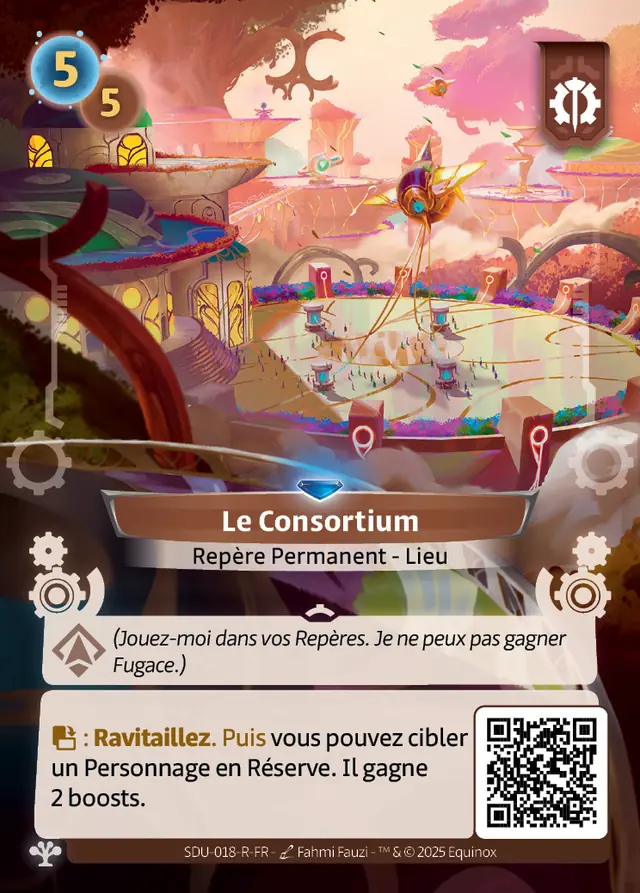 5
5
Le Consortium
Repère Permanent - Lieu
(Jouez-moi dans vos Repères. Je ne peux pas gagner
Fugace.)
: Ravitaillez. Puis vous pouvez cibler
un Personnage en Réserve. Il gagne
2 boosts.
SDU-018-R-FR - Fahmi Fauzi - ™ & © 2025 Equinox